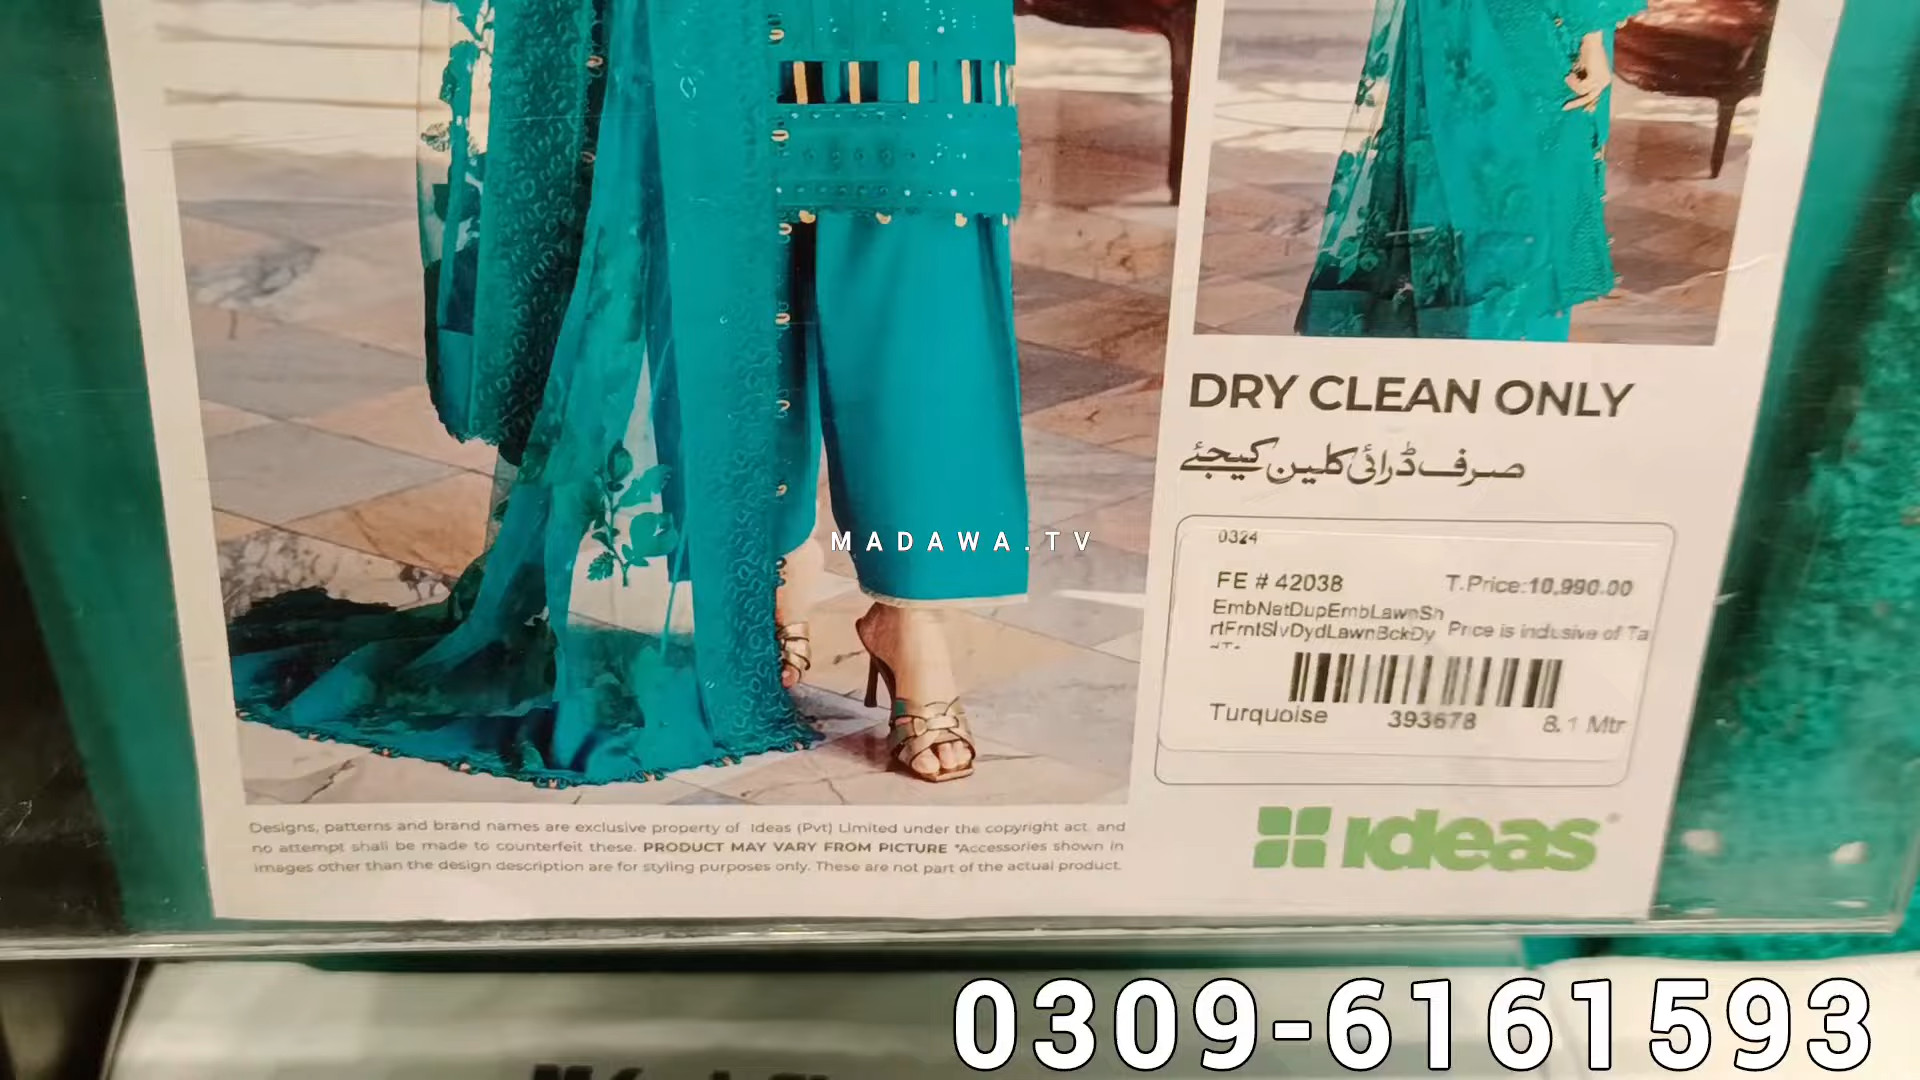 DRY CLEAN ONLY
صرف ڈرائی کلین کیجئے
0324
FE # 42038 T.Price:10,990.00
EmbNetDupEmbLawnSh
rtFrntSlvDydLawnBckDy Price is inclusive of Ta
Turquoise 393678 8.1 Mtr
ideas®
MADAWA.TV
Designs, patterns and brand names are exclusive property of Ideas (Pvt) Limited under the copyright act, and
no attempt shall be made to counterfeit these. PRODUCT MAY VARY FROM PICTURE *Accessories shown in
images other than the design description are for styling purposes only. These are not part of the actual product.
0309-6161593